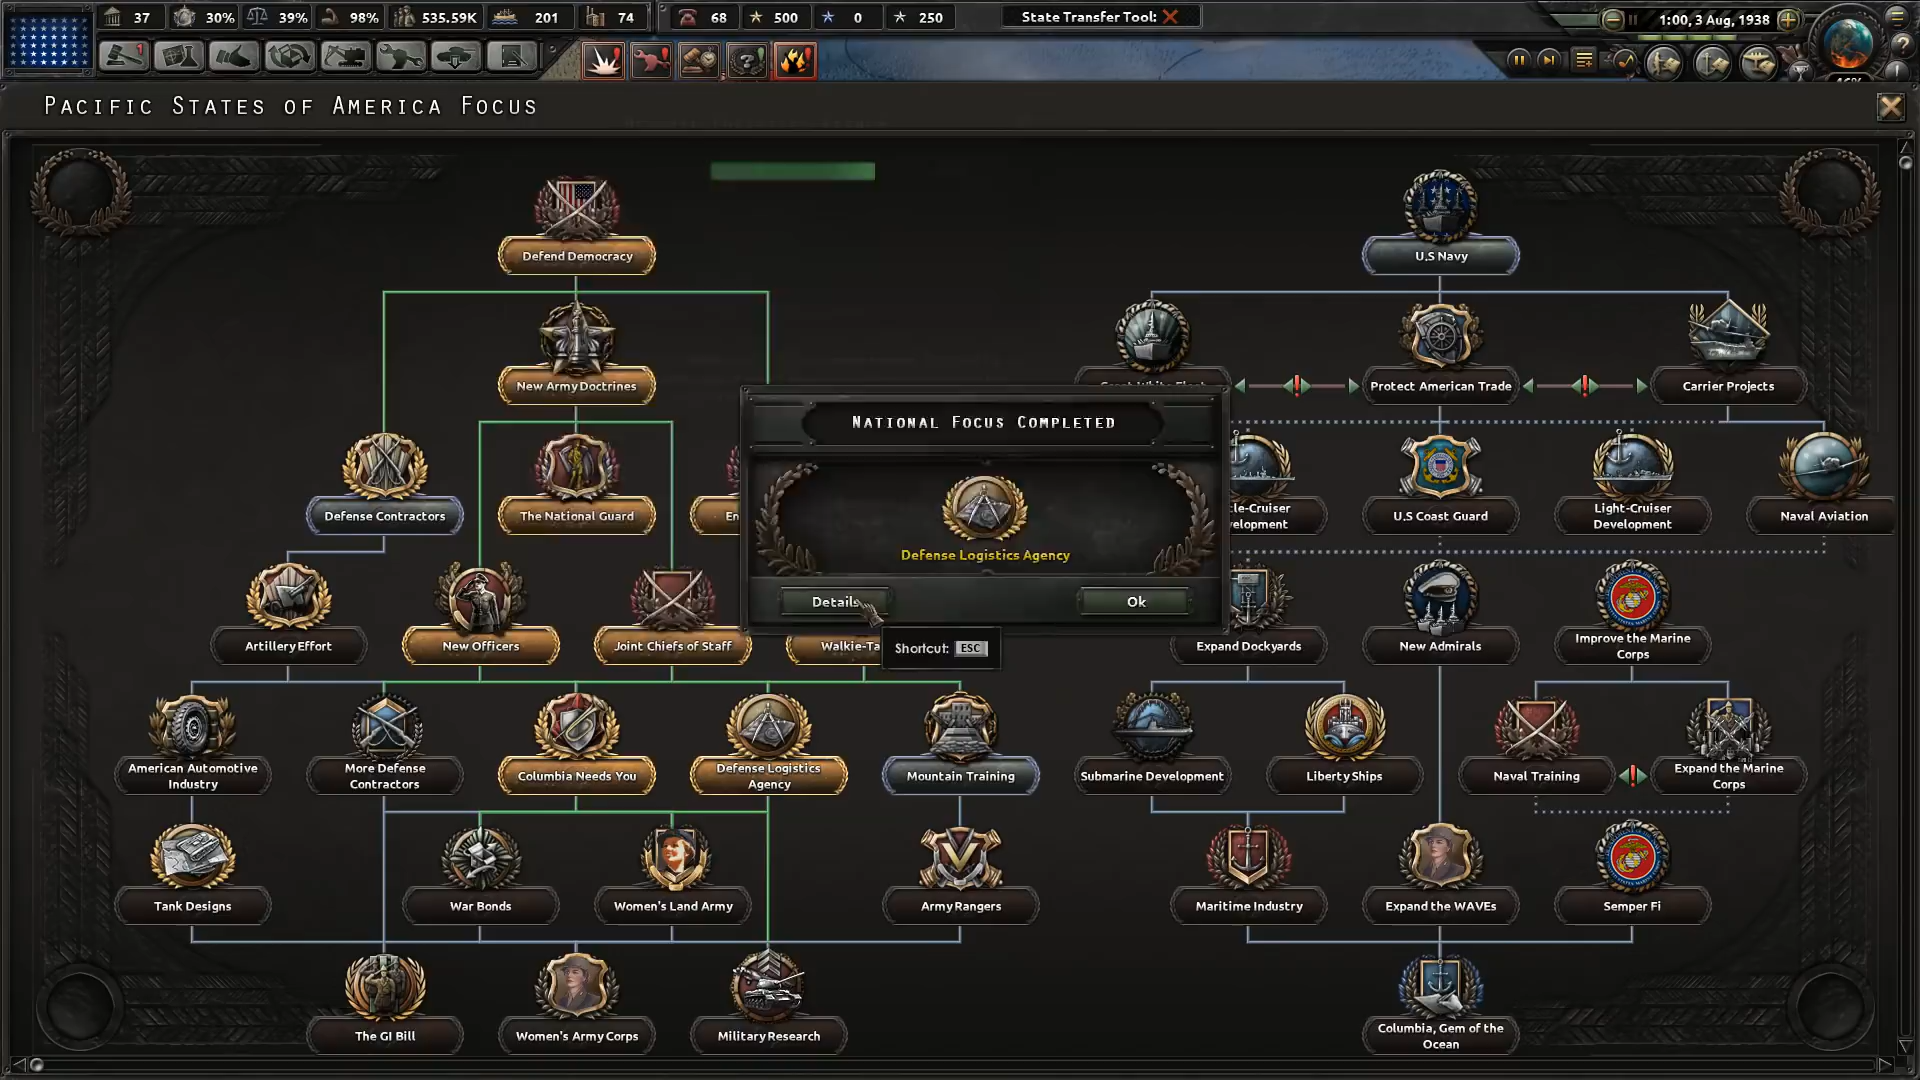 37
30%
39%
98%
535.59K
201
74
68
500
0
250
State Transfer Tool:
1:00, 3 Aug, 1938
Pacific States of America Focus
Defend Democracy
U.S Navy
New Army Doctrines
Protect American Trade
Carrier Projects
National Focus Completed
Defense Logistics Agency
Details
Ok
Shortcut: ESC
Defense Contractors
The National Guard
En
U.S Coast Guard
Light-Cruiser
Development
Naval Aviation
Artillery Effort
New Officers
Joint Chiefs of Staff
Walkie-Ta
Expand Dockyards
New Admirals
Improve the Marine
Corps
American Automotive
Industry
More Defense
Contractors
Columbia Needs You
Defense Logistics
Agency
Mountain Training
Submarine Development
Liberty Ships
Naval Training
Expand the Marine
Corps
Tank Designs
War Bonds
Women's Land Army
Army Rangers
Maritime Industry
Expand the WAVEs
Semper Fi
The GI Bill
Women's Army Corps
Military Research
Columbia, Gem of the
Ocean